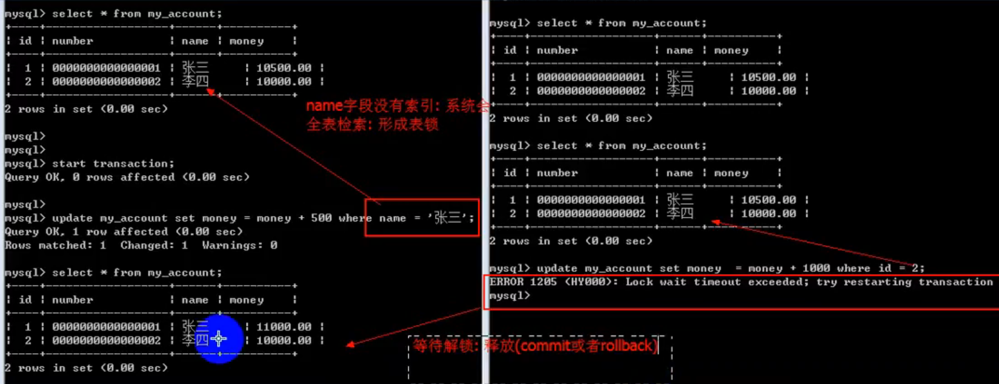 mysql> select * from my_account;
+----+------------------+------+----------+
| id | number | name | money |
+----+------------------+------+----------+
| 1 | 0000000000000001 | 张三 | 10500.00 |
| 2 | 0000000000000002 | 李四 | 10000.00 |
+----+------------------+------+----------+
2 rows in set (0.00 sec)
mysql>
mysql>
mysql> start transaction;
Query OK, 0 rows affected (0.00 sec)
mysql>
mysql> update my_account set money = money + 500 where name = '张三';
Query OK, 1 row affected (0.00 sec)
Rows matched: 1 Changed: 1 Warnings: 0
mysql> select * from my_account;
+----+------------------+------+----------+
| id | number | name | money |
+----+------------------+------+----------+
| 1 | 0000000000000001 | 张三 | 11000.00 |
| 2 | 0000000000000002 | 李四 | 10000.00 |
+----+------------------+------+----------+
2 rows in set (0.00 sec)
name字段没有索引: 系统会
全表检索: 形成表锁
mysql> select * from my_account;
+----+------------------+------+----------+
| id | number | name | money |
+----+------------------+------+----------+
| 1 | 0000000000000001 | 张三 | 10500.00 |
| 2 | 0000000000000002 | 李四 | 10000.00 |
+----+------------------+------+----------+
2 rows in set (0.00 sec)
mysql> select * from my_account;
+----+------------------+------+----------+
| id | number | name | money |
+----+------------------+------+----------+
| 1 | 0000000000000001 | 张三 | 10500.00 |
| 2 | 0000000000000002 | 李四 | 10000.00 |
+----+------------------+------+----------+
2 rows in set (0.00 sec)
mysql> update my_account set money  = money + 1000 where id = 2;
ERROR 1205 (HY000): Lock wait timeout exceeded; try restarting transaction
mysql>
等待解锁: 释放(commit或者rollback)